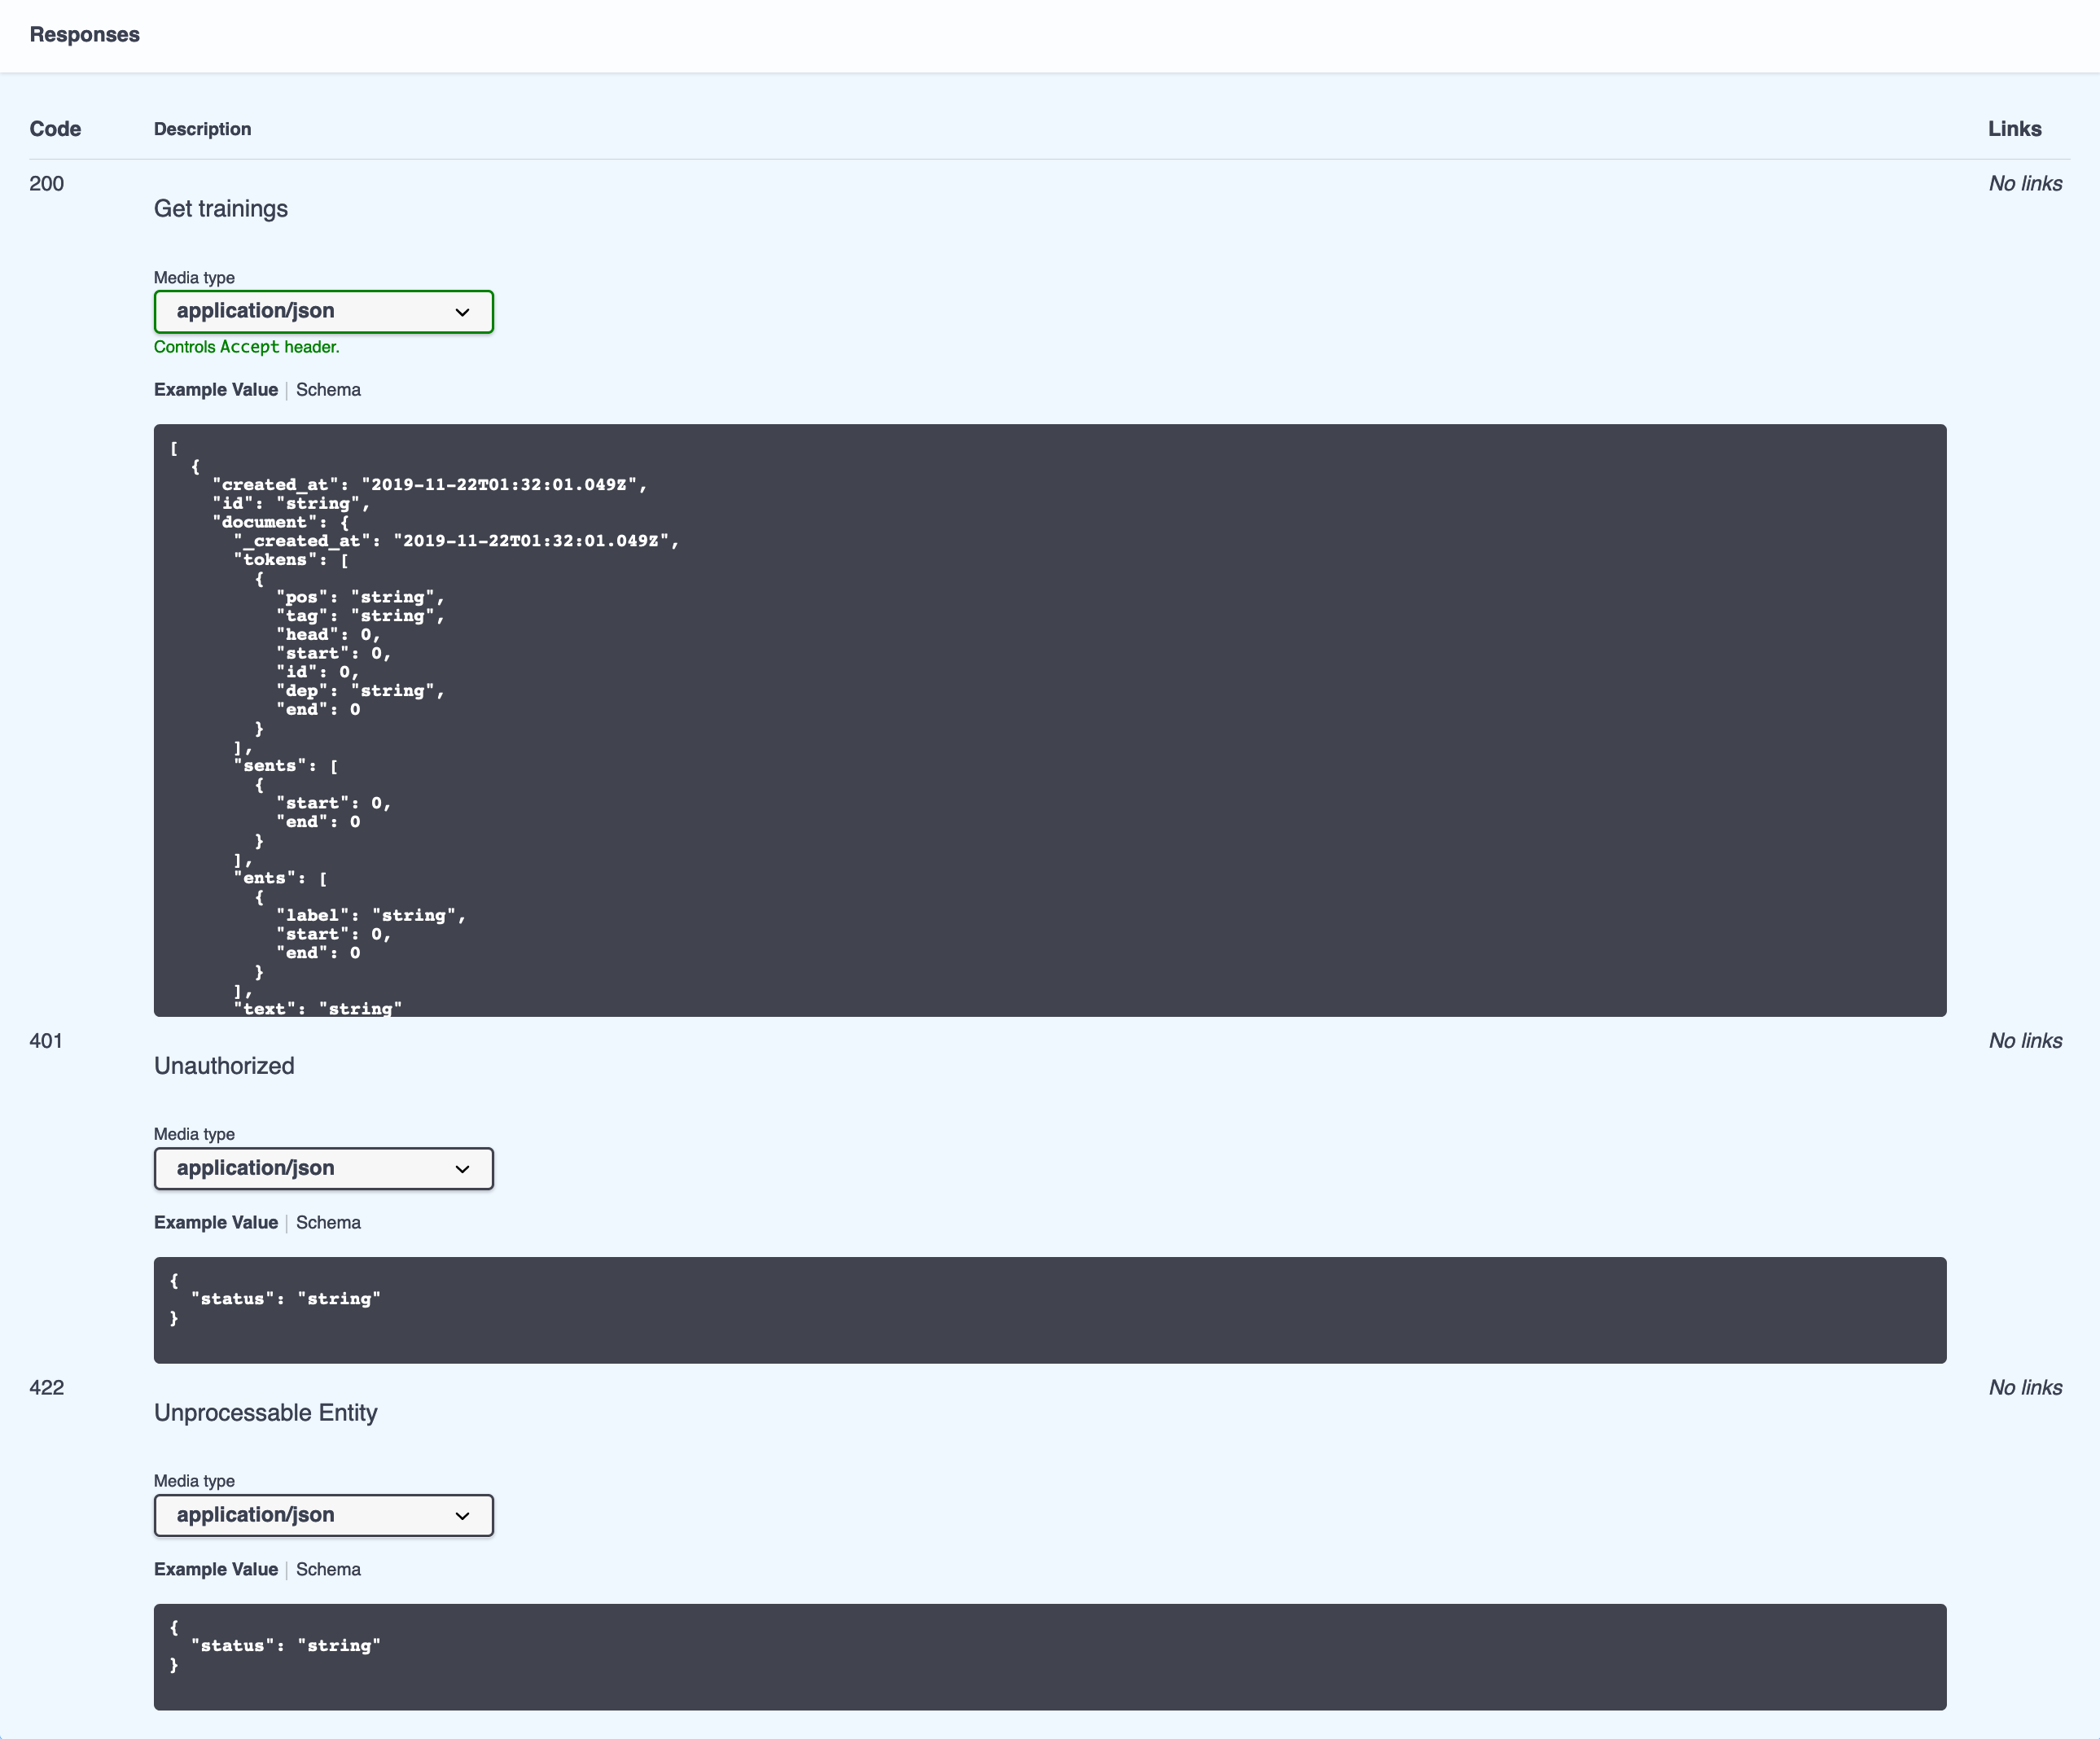 Responses
Code Description Links
200 No links
Get trainings
Media type
application/json
Controls Accept header.
Example Value | Schema
[
  {
    "created_at": "2019-11-22T01:32:01.049Z",
    "id": "string",
    "document": {
      "_created_at": "2019-11-22T01:32:01.049Z",
      "tokens": [
        {
          "pos": "string",
          "tag": "string",
          "head": 0,
          "start": 0,
          "id": 0,
          "dep": "string",
          "end": 0
        }
      ],
      "sents": [
        {
          "start": 0,
          "end": 0
        }
      ],
      "ents": [
        {
          "label": "string",
          "start": 0,
          "end": 0
        }
      ],
      "text": "string"
401 No links
Unauthorized
Media type
application/json
Example Value | Schema
{
  "status": "string"
}
422 No links
Unprocessable Entity
Media type
application/json
Example Value | Schema
{
  "status": "string"
}